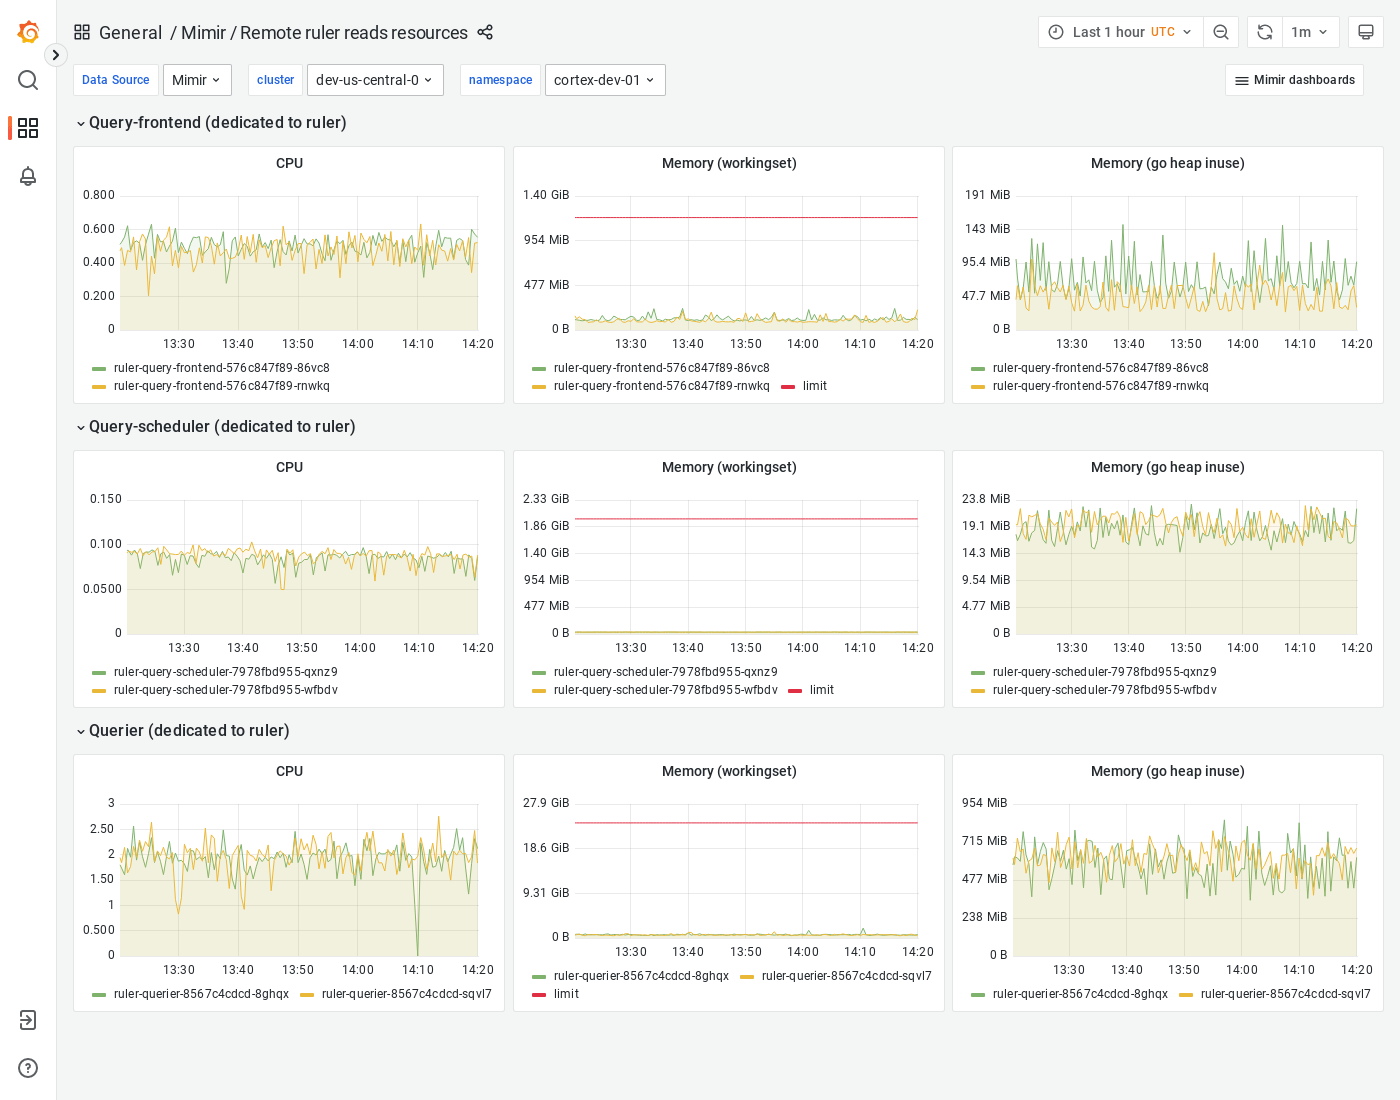 General / Mimir / Remote ruler reads resources
Last 1 hour UTC
1m
Data Source Mimir cluster dev-us-central-0 namespace cortex-dev-01
Mimir dashboards
Query-frontend (dedicated to ruler)
CPU
0.800
0.600
0.400
0.200
0
13:30 13:40 13:50 14:00 14:10 14:20
ruler-query-frontend-576c847f89-86vc8
ruler-query-frontend-576c847f89-rnwkq
Memory (workingset)
1.40 GiB
954 MiB
477 MiB
0 B
13:30 13:40 13:50 14:00 14:10 14:20
ruler-query-frontend-576c847f89-86vc8
ruler-query-frontend-576c847f89-rnwkq limit
Memory (go heap inuse)
191 MiB
143 MiB
95.4 MiB
47.7 MiB
0 B
13:30 13:40 13:50 14:00 14:10 14:20
ruler-query-frontend-576c847f89-86vc8
ruler-query-frontend-576c847f89-rnwkq
Query-scheduler (dedicated to ruler)
CPU
0.150
0.100
0.0500
0
13:30 13:40 13:50 14:00 14:10 14:20
ruler-query-scheduler-7978fbd955-qxnz9
ruler-query-scheduler-7978fbd955-wfbdv
Memory (workingset)
2.33 GiB
1.86 GiB
1.40 GiB
954 MiB
477 MiB
0 B
13:30 13:40 13:50 14:00 14:10 14:20
ruler-query-scheduler-7978fbd955-qxnz9
ruler-query-scheduler-7978fbd955-wfbdv limit
Memory (go heap inuse)
23.8 MiB
19.1 MiB
14.3 MiB
9.54 MiB
4.77 MiB
0 B
13:30 13:40 13:50 14:00 14:10 14:20
ruler-query-scheduler-7978fbd955-qxnz9
ruler-query-scheduler-7978fbd955-wfbdv
Querier (dedicated to ruler)
CPU
3
2.50
2
1.50
1
0.500
0
13:30 13:40 13:50 14:00 14:10 14:20
ruler-querier-8567c4cdcd-8ghqx ruler-querier-8567c4cdcd-sqvl7
Memory (workingset)
27.9 GiB
18.6 GiB
9.31 GiB
0 B
13:30 13:40 13:50 14:00 14:10 14:20
ruler-querier-8567c4cdcd-8ghqx ruler-querier-8567c4cdcd-sqvl7
limit
Memory (go heap inuse)
954 MiB
715 MiB
477 MiB
238 MiB
0 B
13:30 13:40 13:50 14:00 14:10 14:20
ruler-querier-8567c4cdcd-8ghqx ruler-querier-8567c4cdcd-sqvl7